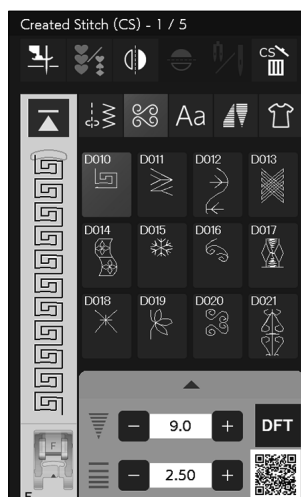 Created Stitch (CS) - 1 / 5
CS
Aa
D010 D011 D012 D013
D014 D015 D016 D017
D018 D019 D020 D021
− 9.0 + DFT
F
− 2.50 +